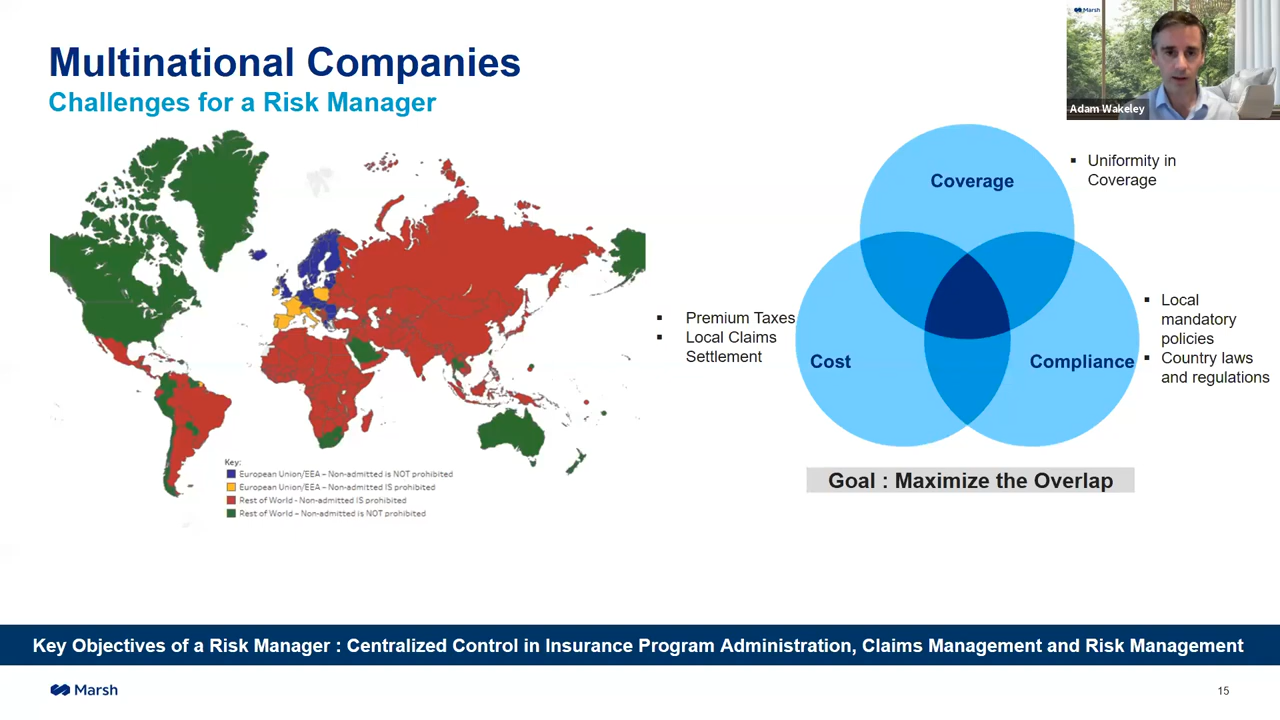 Multinational Companies
Challenges for a Risk Manager
Marsh
Adam Wakeley
Coverage
▪ Uniformity in
Coverage
▪ Premium Taxes
▪ Local Claims
Settlement
Cost
Compliance
▪ Local
mandatory
policies
▪ Country laws
and regulations
Key:
European Union/EEA – Non-admitted is NOT prohibited
European Union/EEA – Non-admitted IS prohibited
Rest of World - Non-admitted IS prohibited
Rest of World – Non-admitted is NOT prohibited
Goal : Maximize the Overlap
Key Objectives of a Risk Manager : Centralized Control in Insurance Program Administration, Claims Management and Risk Management
Marsh
15